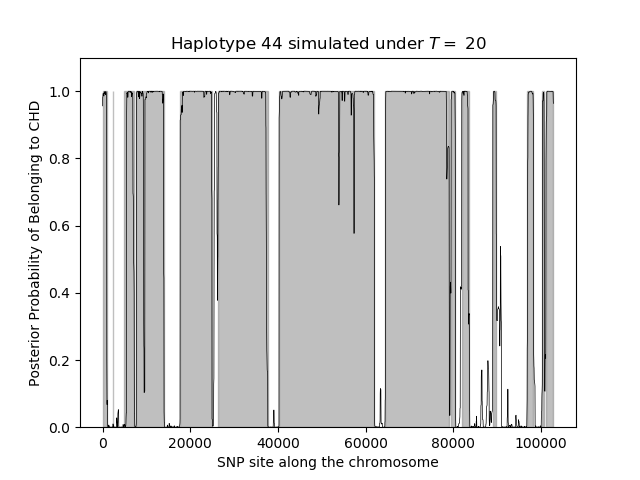 Haplotype 44 simulated under T = 20
Posterior Probability of Belonging to CHD
1.0
0.8
0.6
0.4
0.2
0.0
0 20000 40000 60000 80000 100000
SNP site along the chromosome